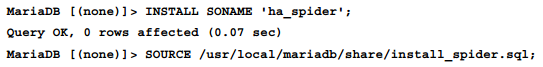 MariaDB [(none)]> INSTALL SONAME 'ha_spider';
Query OK, 0 rows affected (0.07 sec)
MariaDB [(none)]> SOURCE /usr/local/mariadb/share/install_spider.sql;